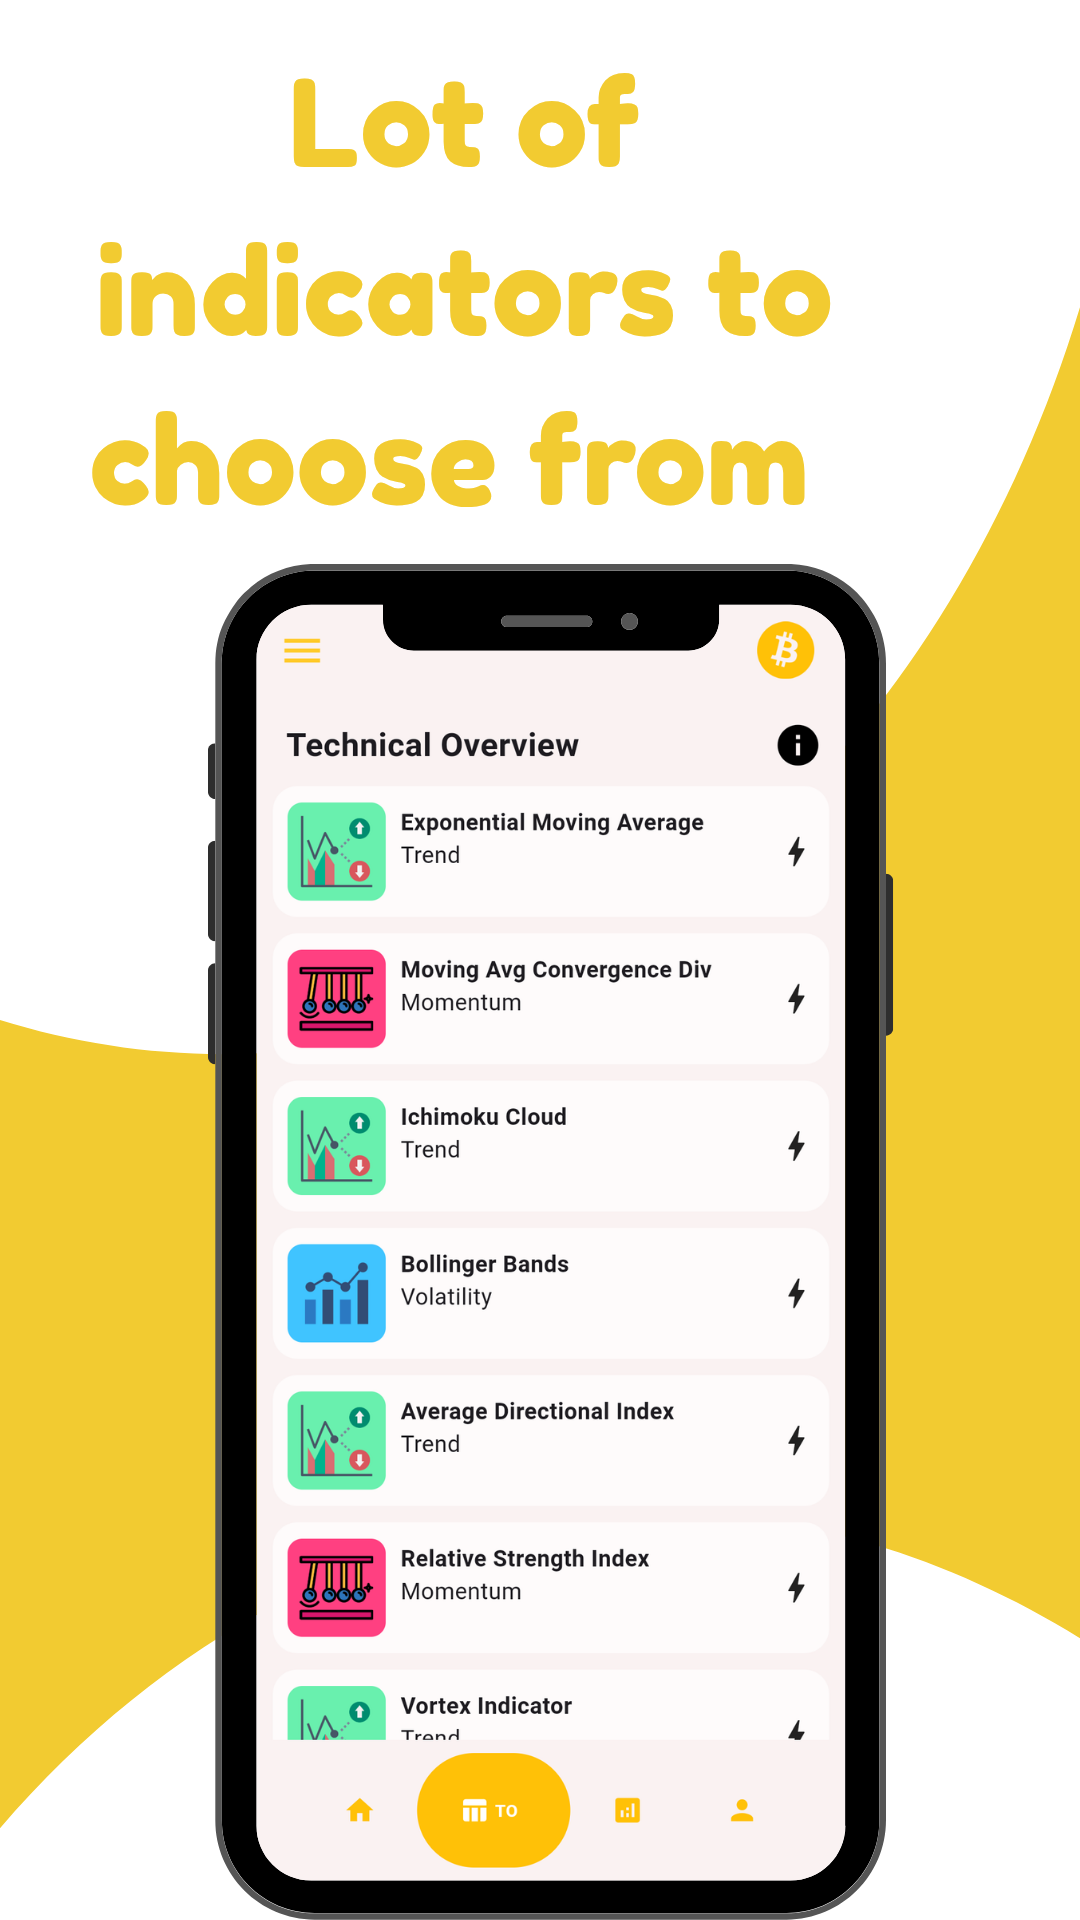 Lot of
indicators to
choose from
Technical Overview
Exponential Moving Average
Trend
Moving Avg Convergence Div
Momentum
Ichimoku Cloud
Trend
Bollinger Bands
Volatility
Average Directional Index
Trend
Relative Strength Index
Momentum
Vortex Indicator
Trend
TO